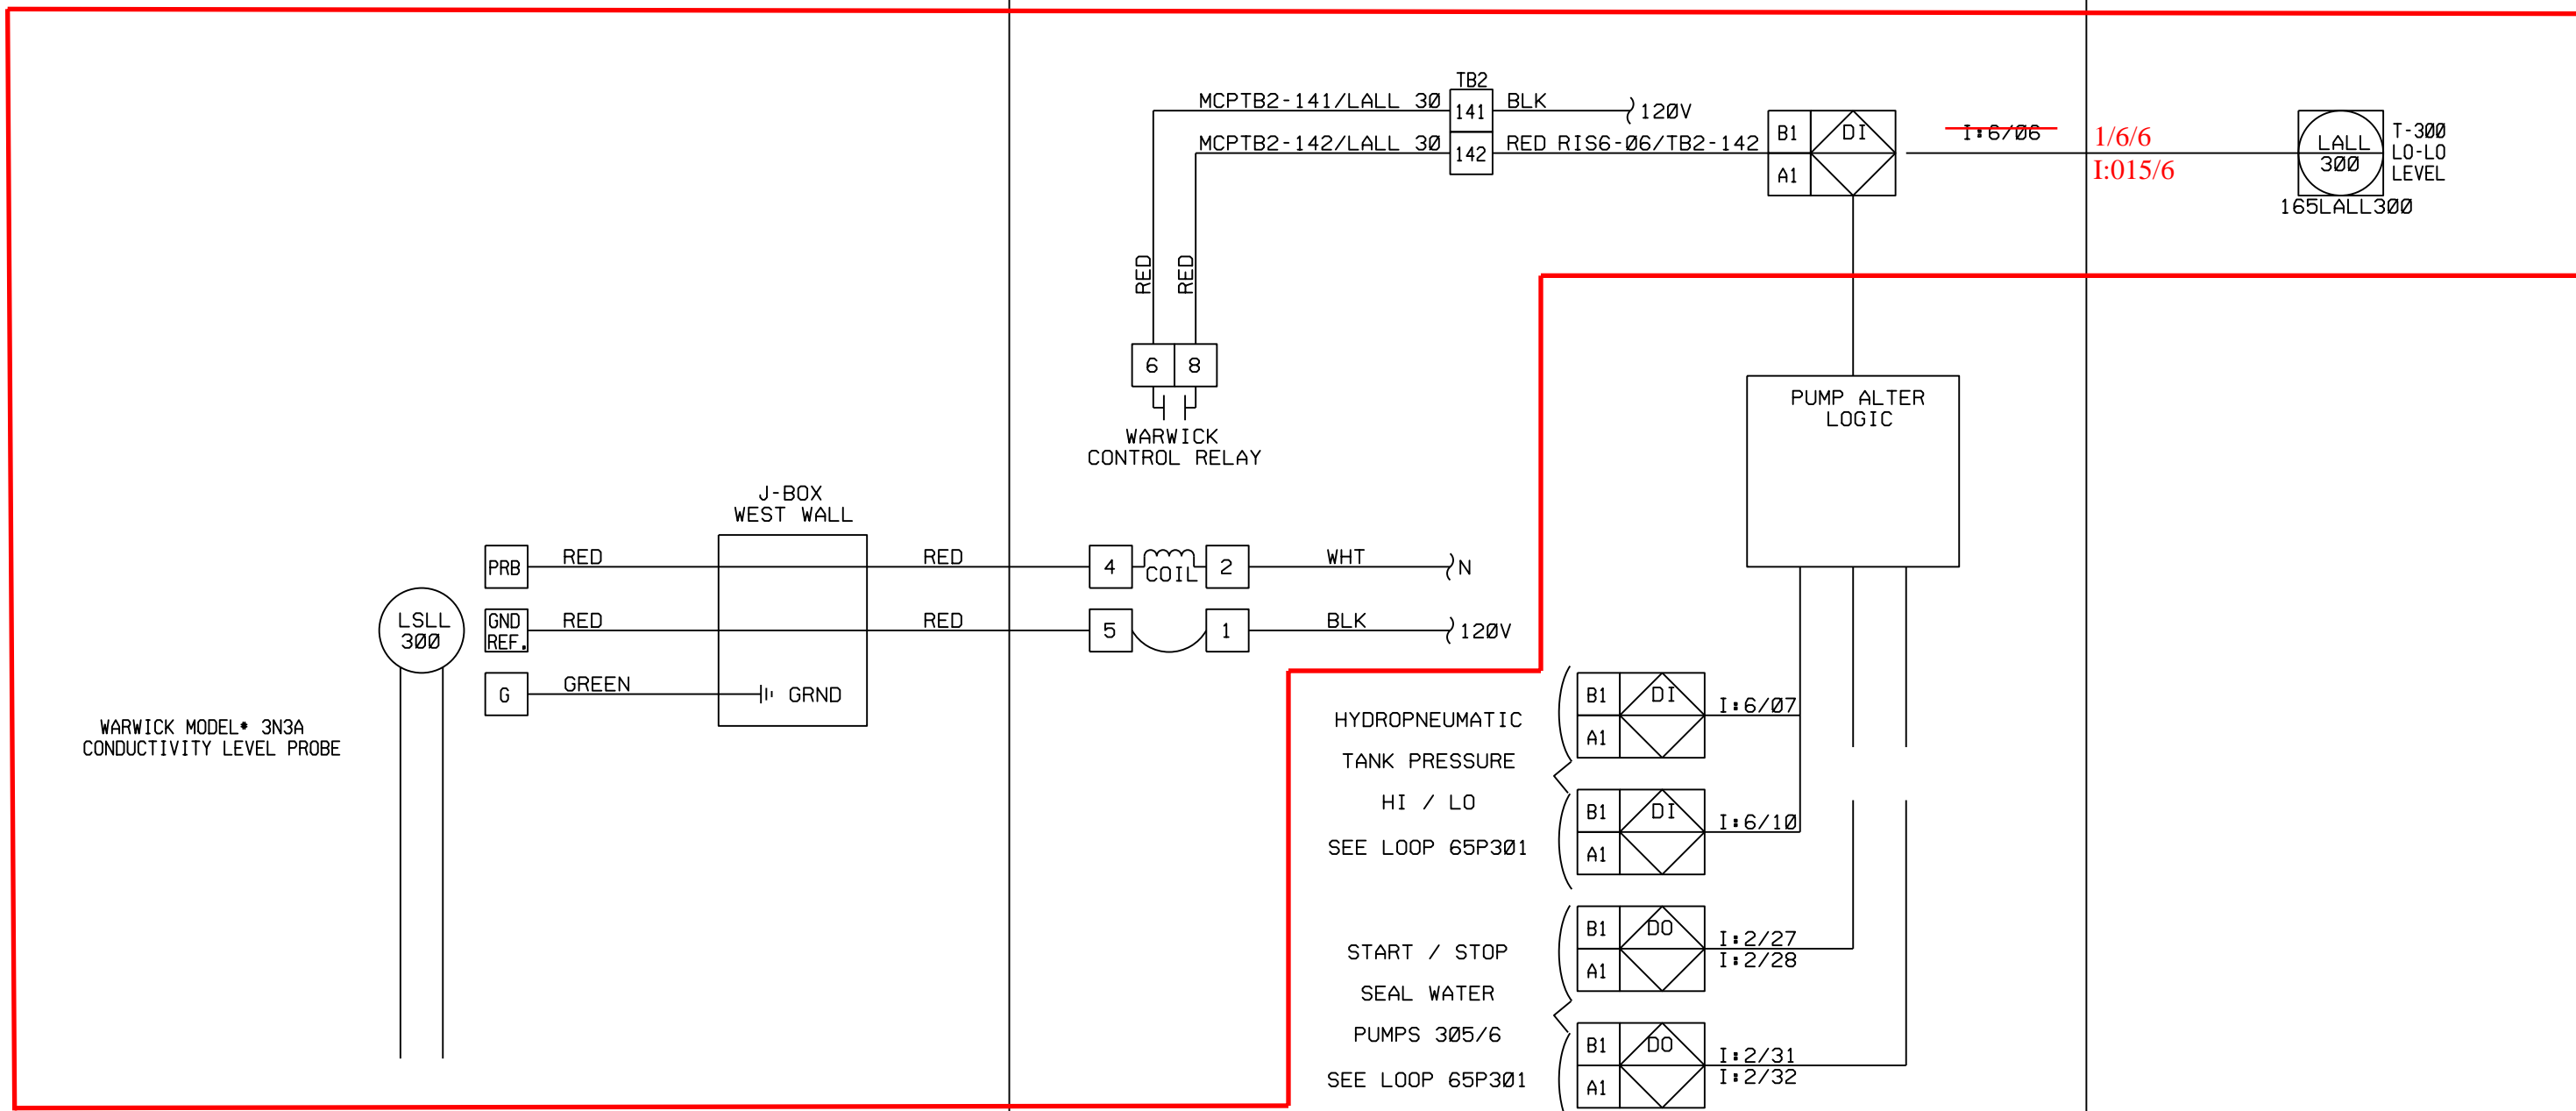 TB2
MCPTB2-141/LALL 30 141 BLK 120V
MCPTB2-142/LALL 30 142 RED RIS6-06/TB2-142
B1 DI
A1
I:6/06
1/6/6
I:015/6
LALL
300
T-300
LO-LO
LEVEL
165LALL300
RED
RED
6 8
WARWICK
CONTROL RELAY
PUMP ALTER
LOGIC
J-BOX
WEST WALL
PRB RED RED 4 COIL 2 WHT N
LSLL
300
GND
REF. RED RED 5 1 BLK 120V
G GREEN GRND
WARWICK MODEL# 3N3A
CONDUCTIVITY LEVEL PROBE
HYDROPNEUMATIC
TANK PRESSURE
HI / LO
SEE LOOP 65P301
B1 DI I:6/07
A1
B1 DI I:6/10
A1
START / STOP
SEAL WATER
PUMPS 305/6
SEE LOOP 65P301
B1 DO I:2/27
A1 I:2/28
B1 DO I:2/31
A1 I:2/32